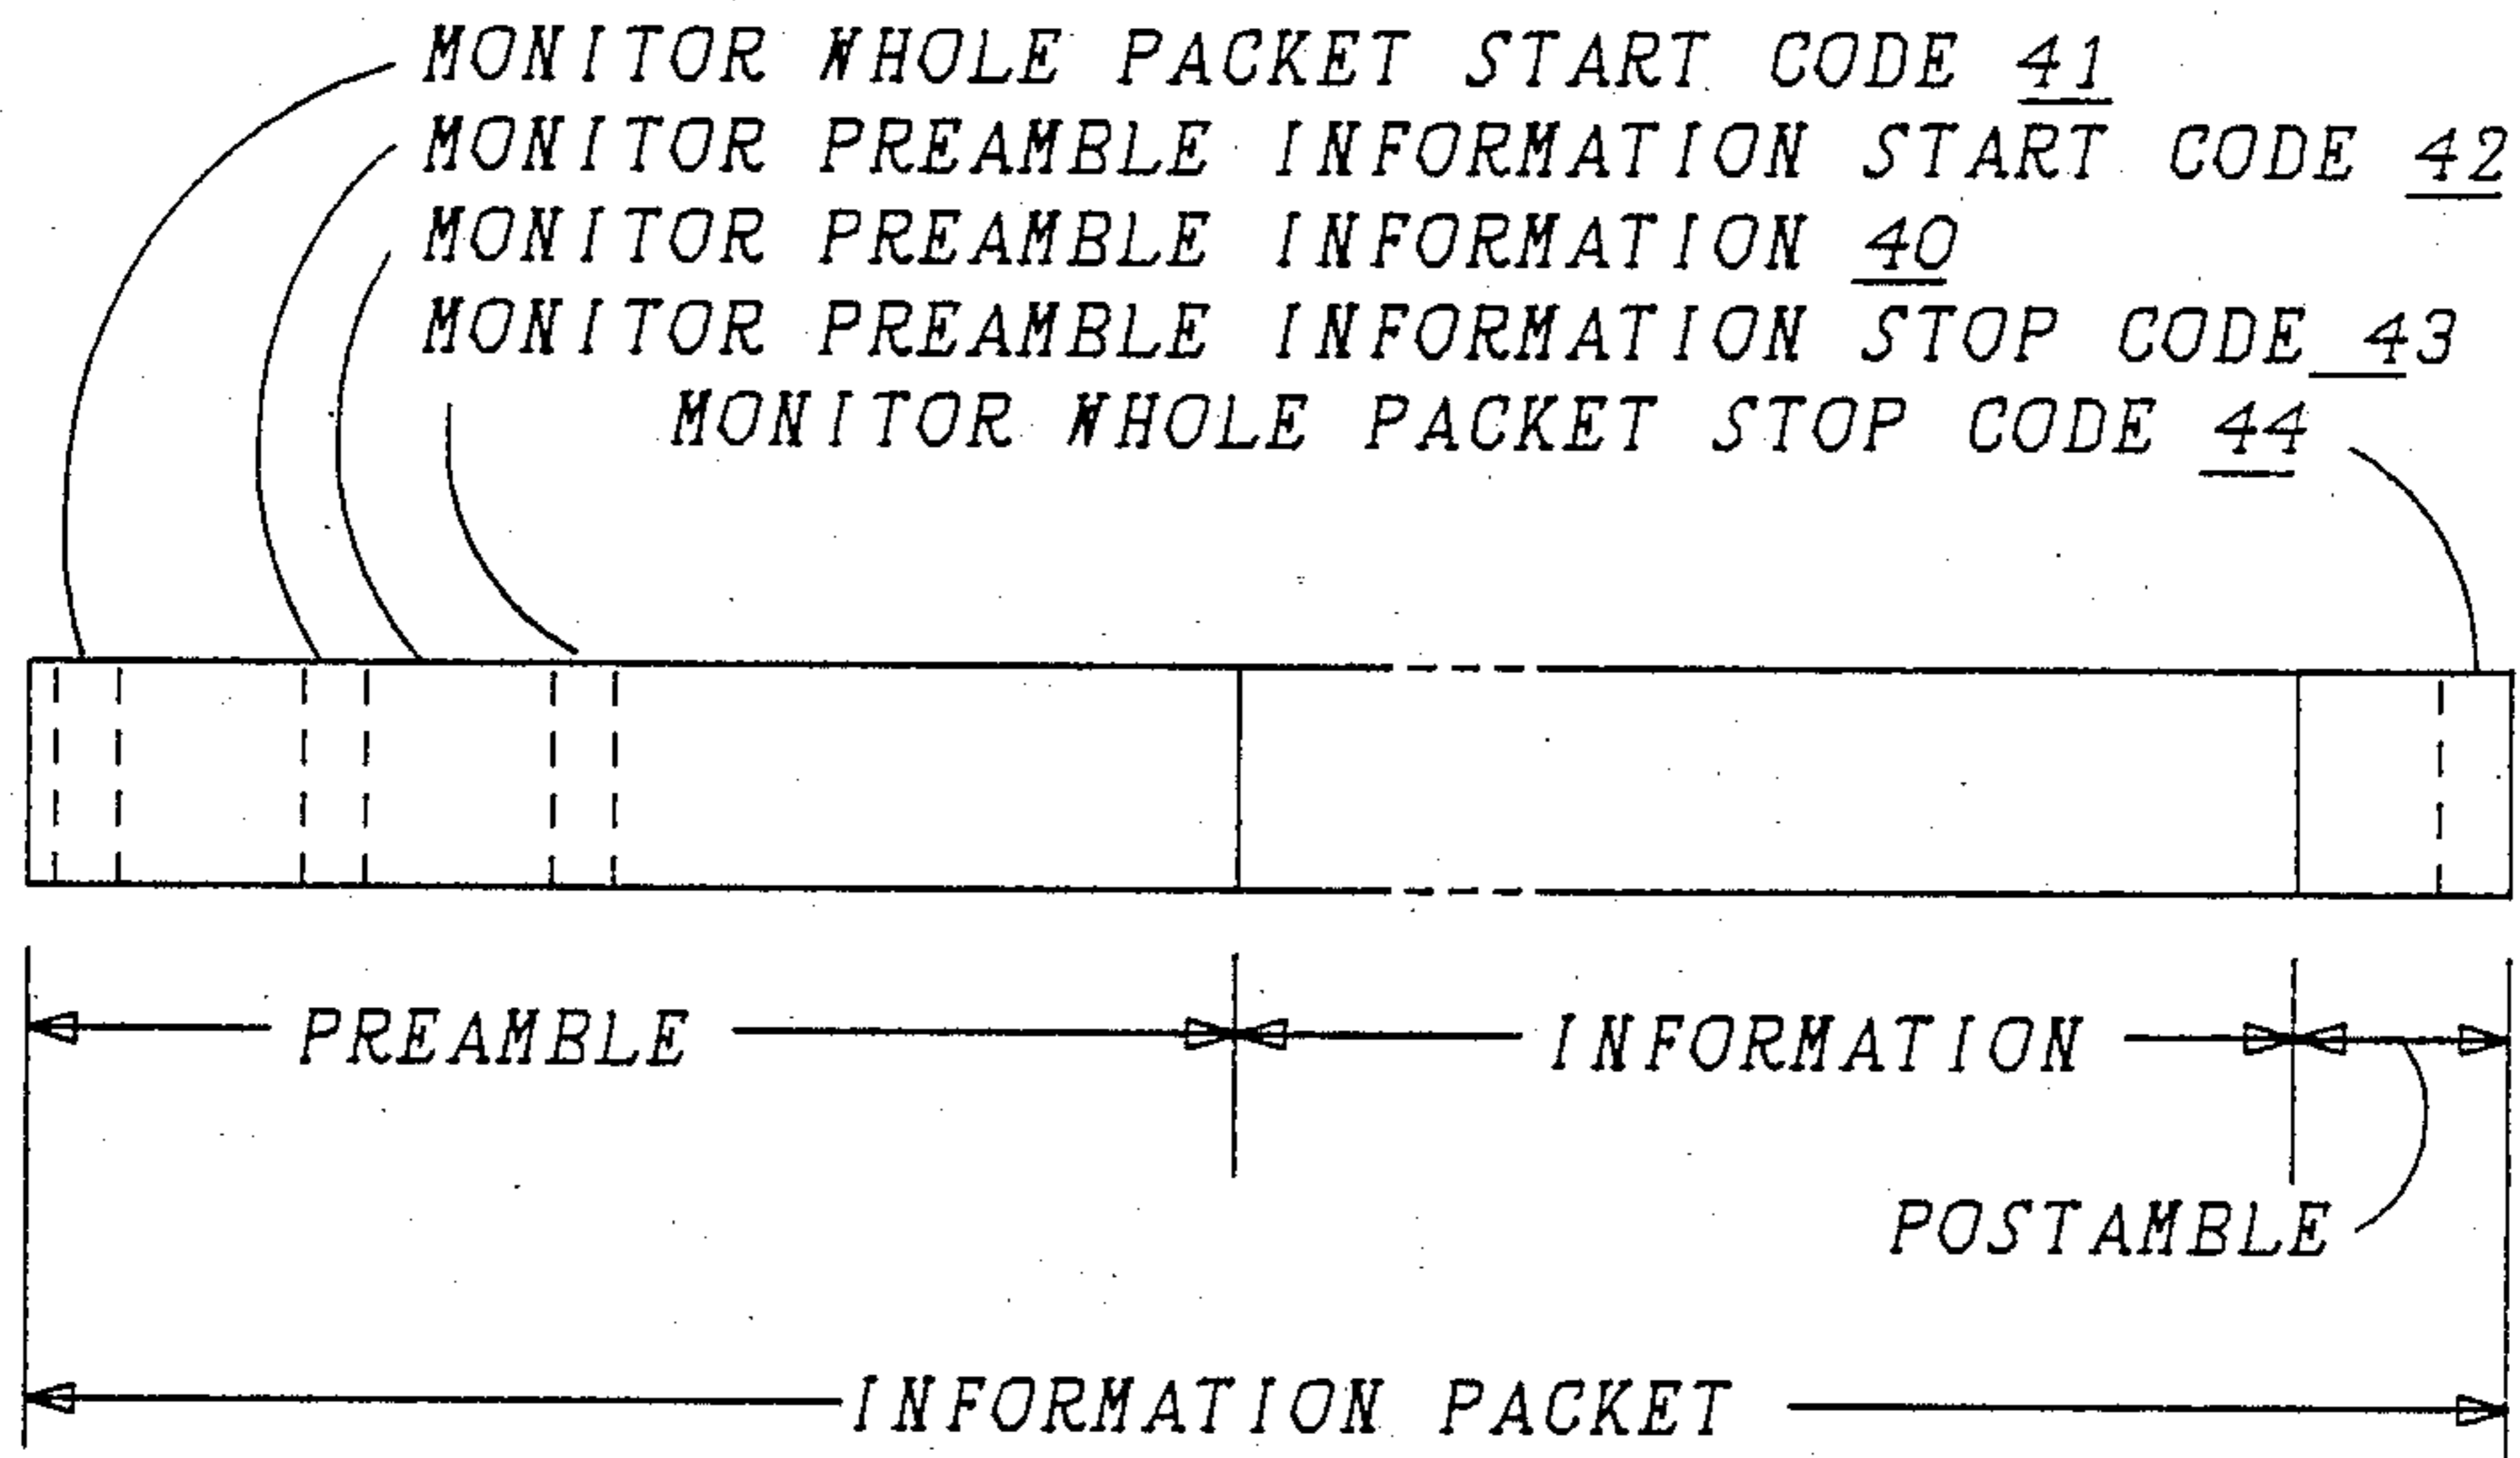 MONITOR WHOLE PACKET START CODE 41
MONITOR PREAMBLE INFORMATION START CODE 42
MONITOR PREAMBLE INFORMATION 40
MONITOR PREAMBLE INFORMATION STOP CODE 43
MONITOR WHOLE PACKET STOP CODE 44
PREAMBLE INFORMATION
POSTAMBLE
INFORMATION PACKET